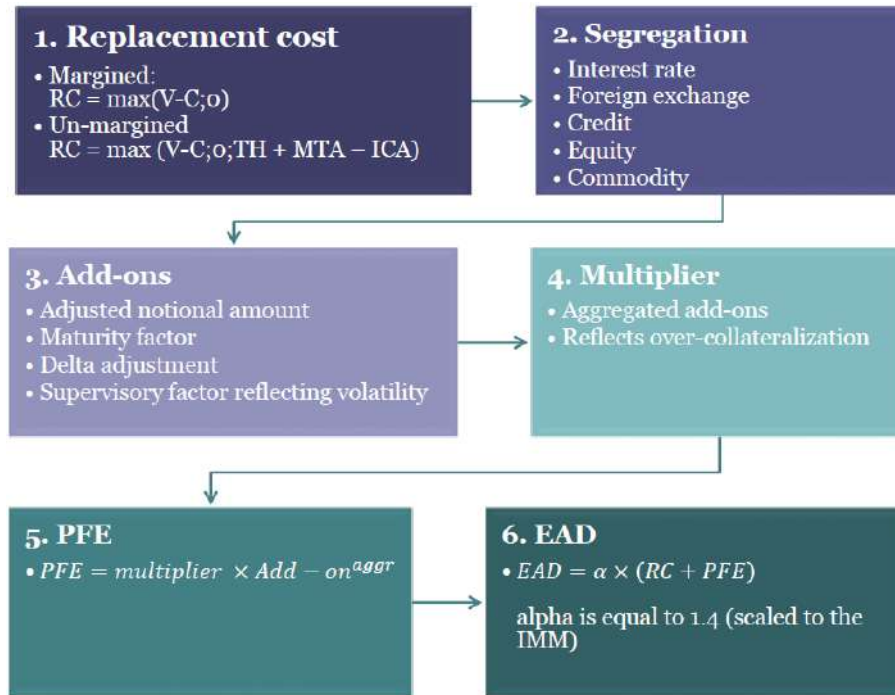 1. Replacement cost
• Margined:
RC = max(V-C;0)
• Un-margined
RC = max (V-C;0;TH + MTA – ICA)
2. Segregation
• Interest rate
• Foreign exchange
• Credit
• Equity
• Commodity
3. Add-ons
• Adjusted notional amount
• Maturity factor
• Delta adjustment
• Supervisory factor reflecting volatility
4. Multiplier
• Aggregated add-ons
• Reflects over-collateralization
5. PFE
• PFE = multiplier × Add − on^aggr
6. EAD
• EAD = α × (RC + PFE)
alpha is equal to 1.4 (scaled to the
IMM)